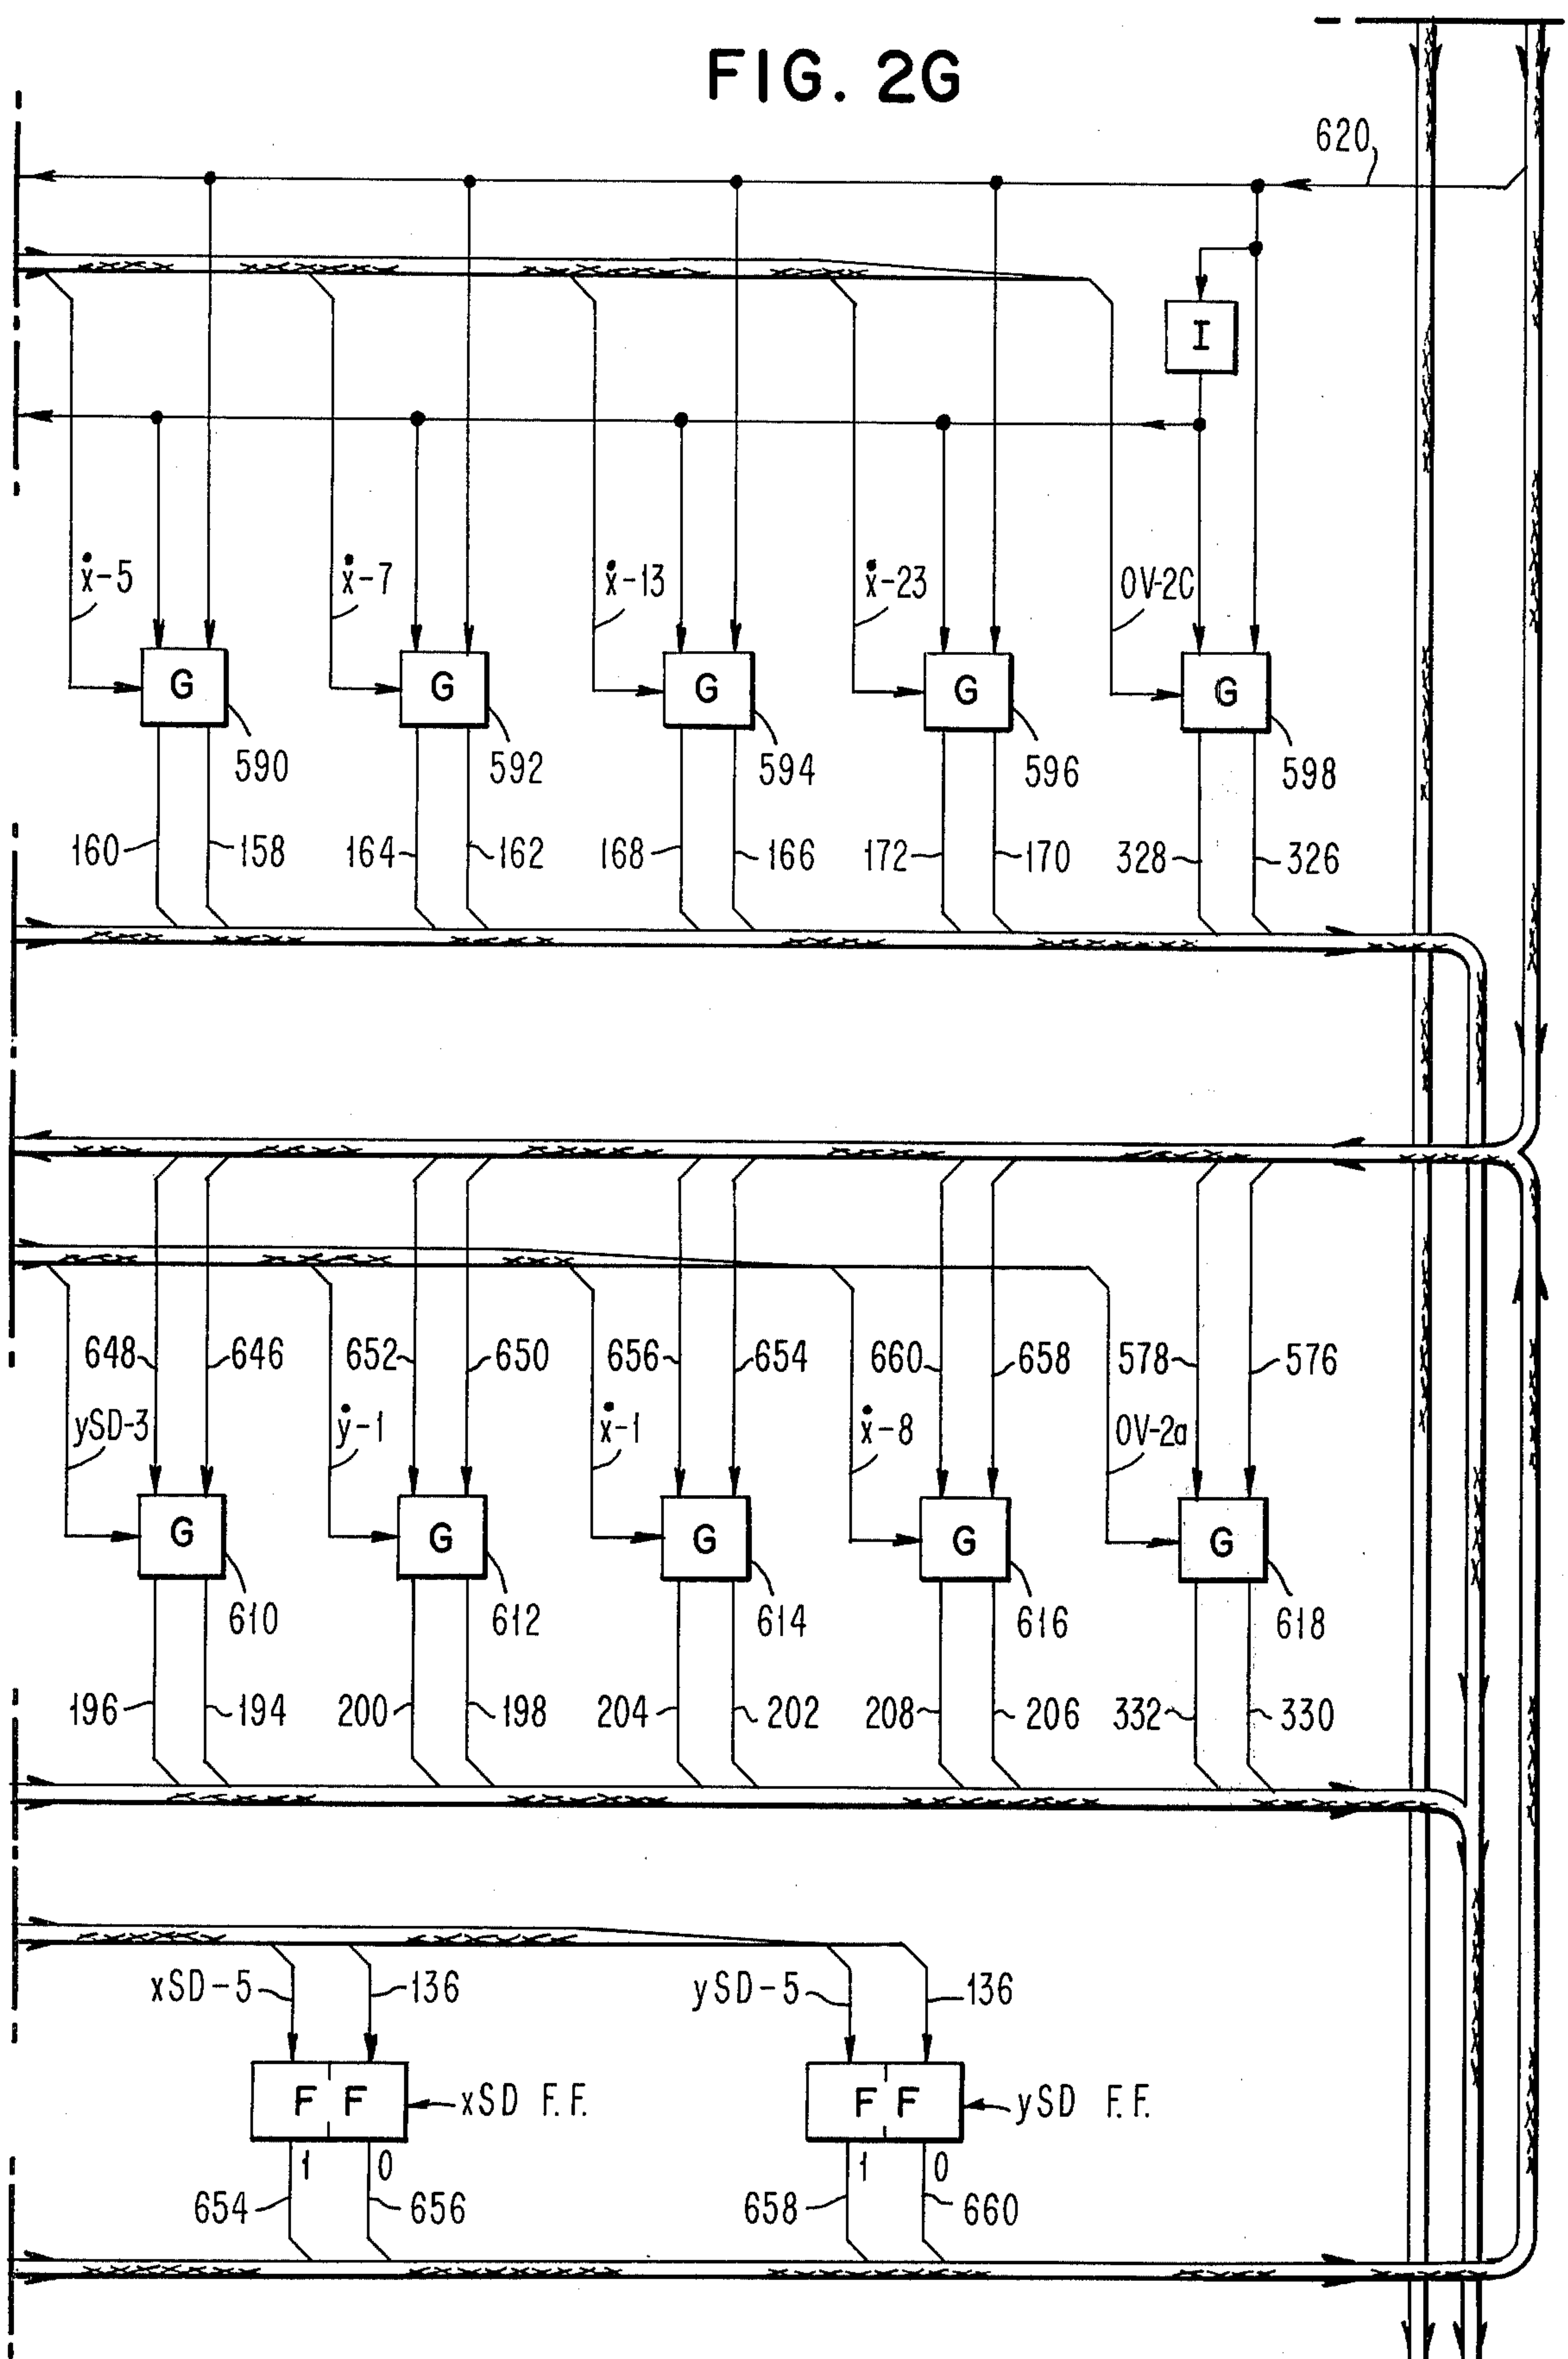 FIG. 2G
620
I
ẋ-5 ẋ-7 ẋ-13 ẋ-23 OV-2C
G G G G G
590 592 594 596 598
160 158 164 162 168 166 172 170 328 326
648 646 652 650 656 654 660 658 578 576
ySD-3 ẏ-1 ẋ-1 ẋ-8 OV-2a
G G G G G
610 612 614 616 618
196 194 200 198 204 202 208 206 332 330
xSD-5 136 ySD-5 136
F F xSD F.F. F F ySD F.F.
1 0 1 0
654 656 658 660